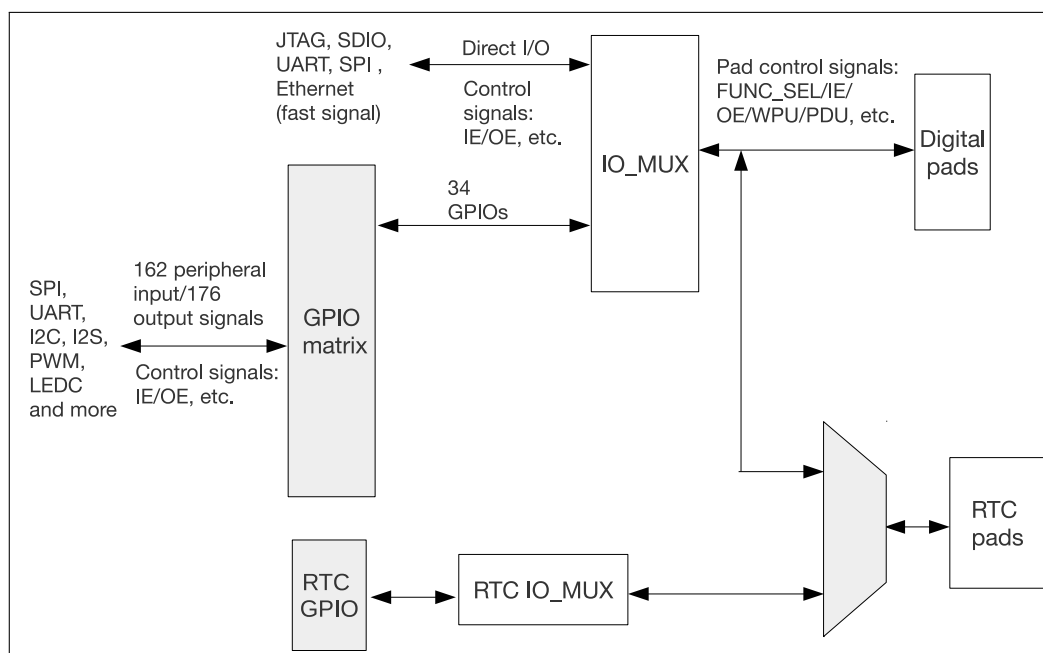 JTAG, SDIO,
UART, SPI ,
Ethernet
(fast signal)
Direct I/O
Control
signals:
IE/OE, etc.
IO_MUX
Pad control signals:
FUNC_SEL/IE/
OE/WPU/PDU, etc.
Digital
pads
34
GPIOs
SPI,
UART,
I2C, I2S,
PWM,
LEDC
and more
162 peripheral
input/176
output signals
Control signals:
IE/OE, etc.
GPIO
matrix
RTC
GPIO
RTC IO_MUX
RTC
pads